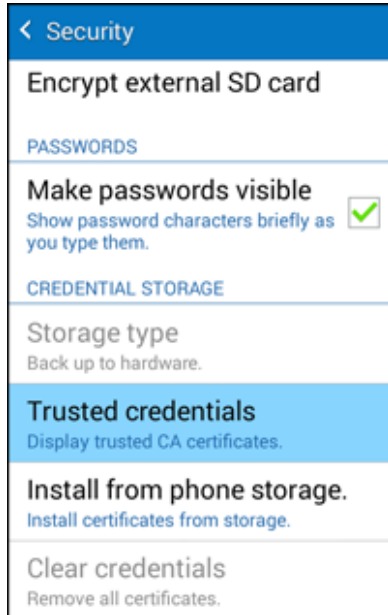 Security
Encrypt external SD card
PASSWORDS
Make passwords visible
Show password characters briefly as
you type them.
CREDENTIAL STORAGE
Storage type
Back up to hardware.
Trusted credentials
Display trusted CA certificates.
Install from phone storage.
Install certificates from storage.
Clear credentials
Remove all certificates.